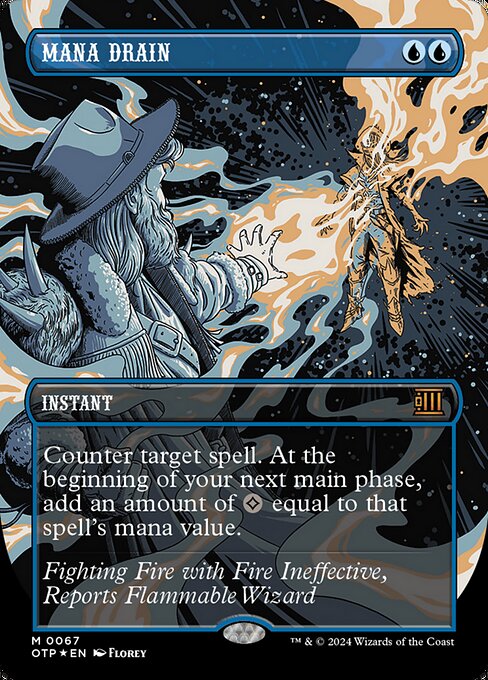 MANA DRAIN
INSTANT
Counter target spell. At the
beginning of your next main phase,
add an amount of equal to that
spell's mana value.
Fighting Fire with Fire Ineffective,
Reports Flammable Wizard
M 0067
OTP★EN FLOREY
™ & © 2024 Wizards of the Coast